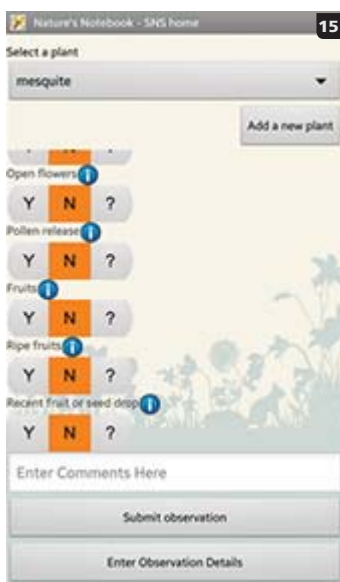 Nature's Notebook - SNS home
15
Select a plant
mesquite
Add a new plant
Open flowers
Y N ?
Pollen release
Y N ?
Fruits
Y N ?
Ripe fruits
Y N ?
Recent fruit or seed drop
Y N ?
Enter Comments Here
Submit observation
Enter Observation Details